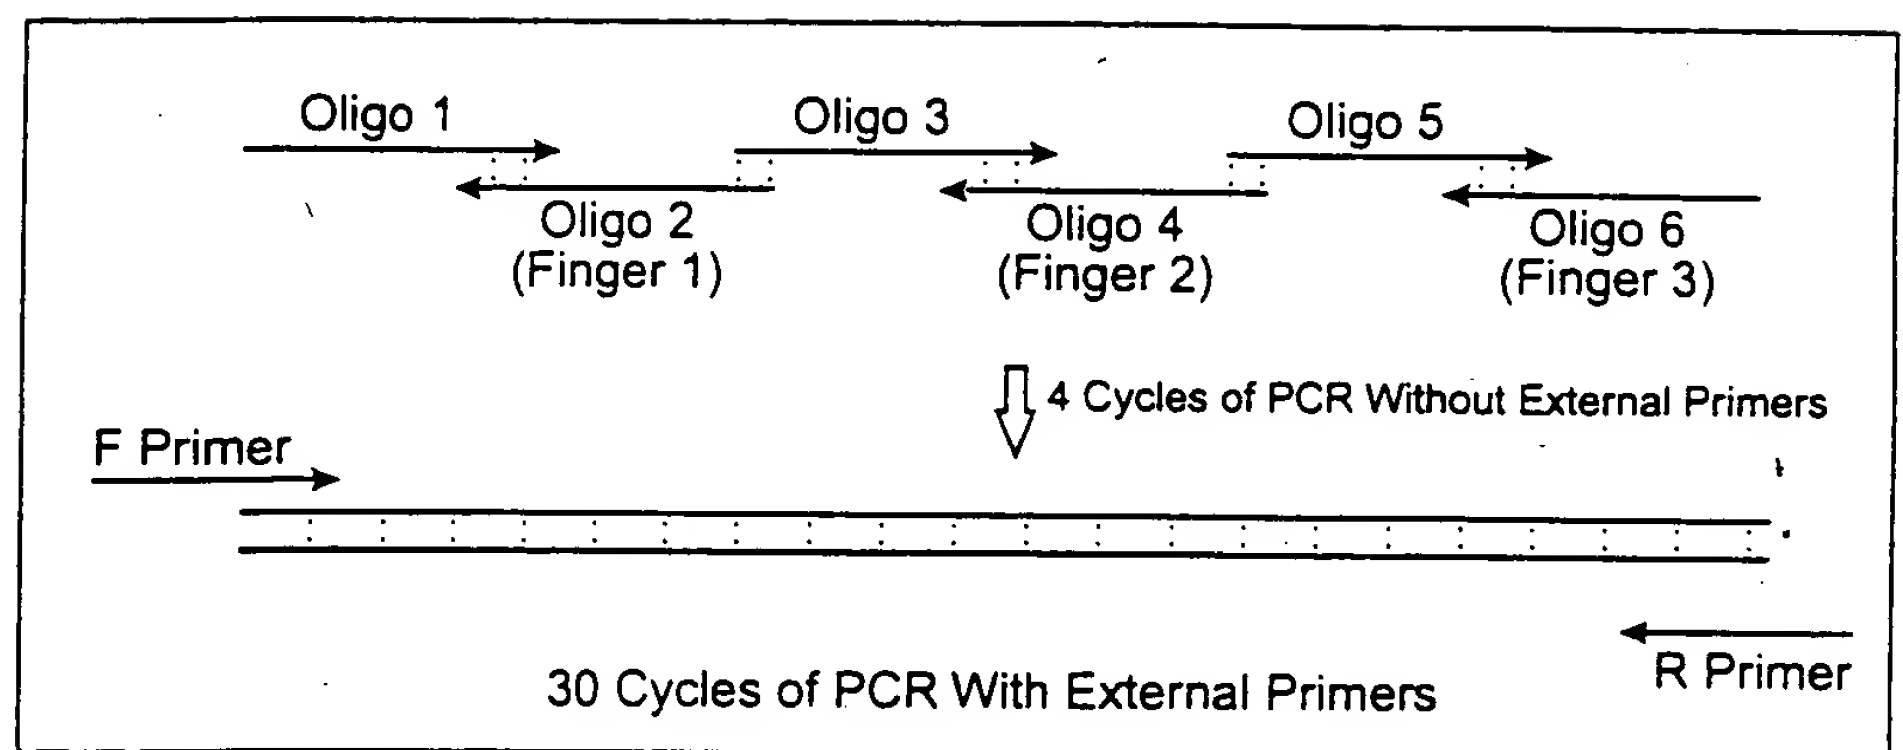 Oligo 1
Oligo 3
Oligo 5
Oligo 2
(Finger 1)
Oligo 4
(Finger 2)
Oligo 6
(Finger 3)
4 Cycles of PCR Without External Primers
F Primer
R Primer
30 Cycles of PCR With External Primers